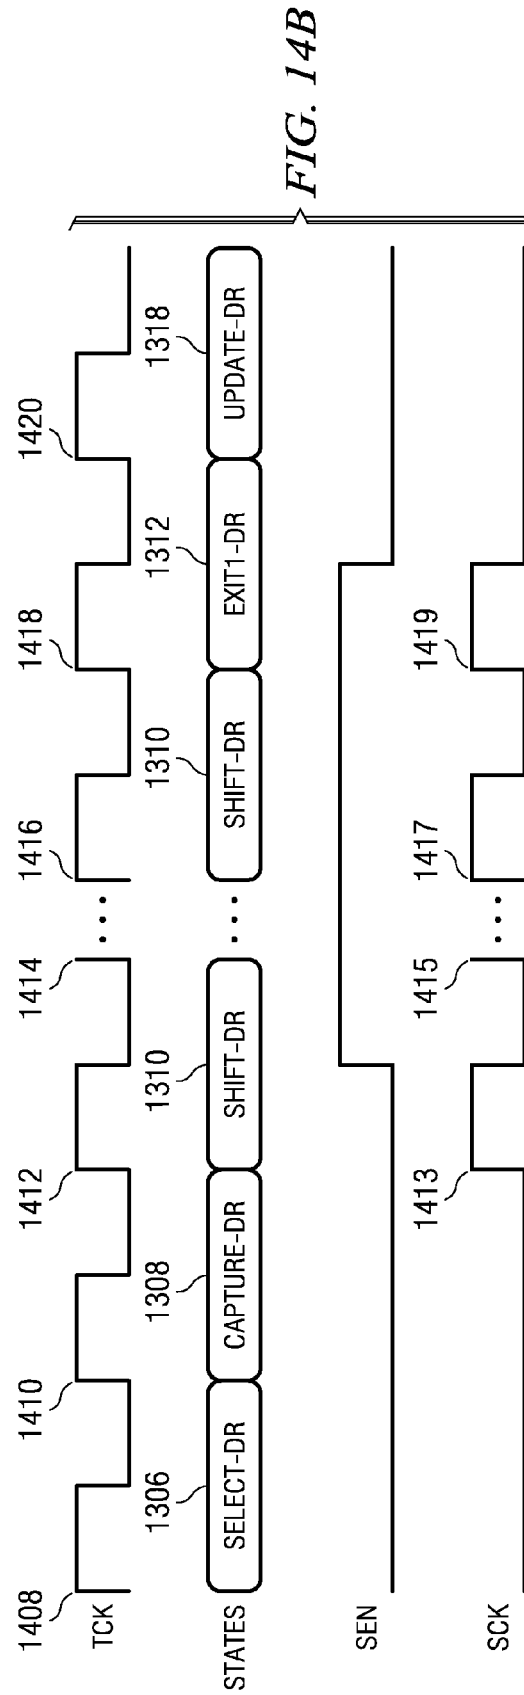 1408
1410
1412
1414
1416
1418
1420
TCK
• • •
1306
1308
1310
1310
1312
1318
STATES
SELECT-DR
CAPTURE-DR
SHIFT-DR
• • •
SHIFT-DR
EXIT1-DR
UPDATE-DR
SEN
1413
1415
1417
1419
SCK
• • •
FIG. 14B